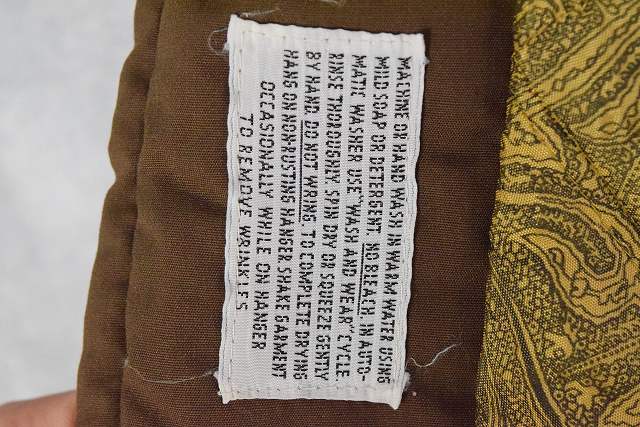 MACHINE OR HAND WASH IN WARM WATER USING
MILD SOAP OR DETERGENT. NO BLEACH. IN AUTO-
MATIC WASHER USE "WASH AND WEAR" CYCLE.
RINSE THOROUGHLY. SPIN DRY OR SQUEEZE GENTLY
BY HAND. DO NOT WRING. TO COMPLETE DRYING
HANG ON NON-RUSTING HANGER. SHAKE GARMENT
OCCASIONALLY WHILE ON HANGER
TO REMOVE WRINKLES